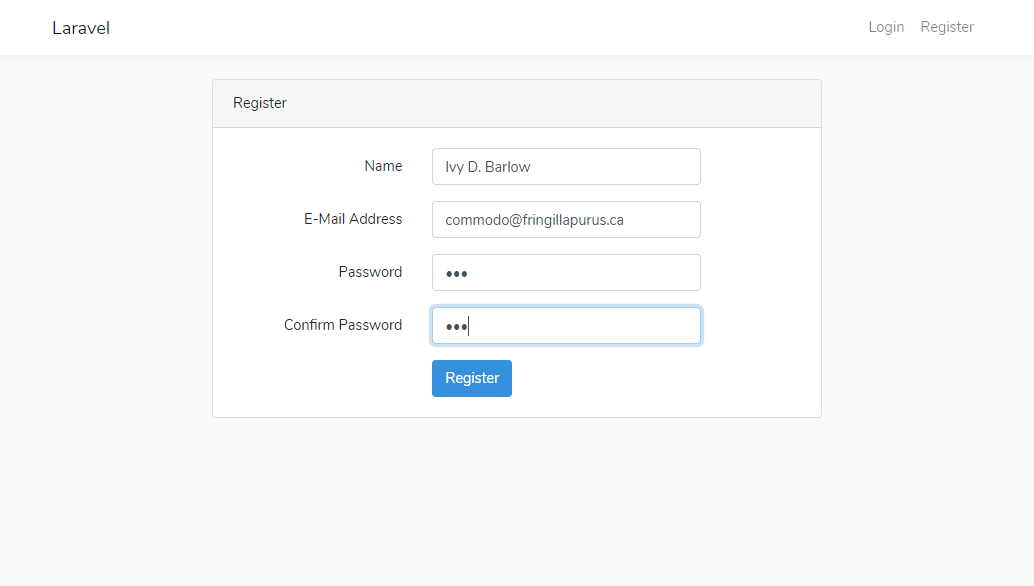 Laravel
Login
Register
Register
Name
Ivy D. Barlow
E-Mail Address
commodo@fringillapurus.ca
Password
•••
Confirm Password
•••
Register